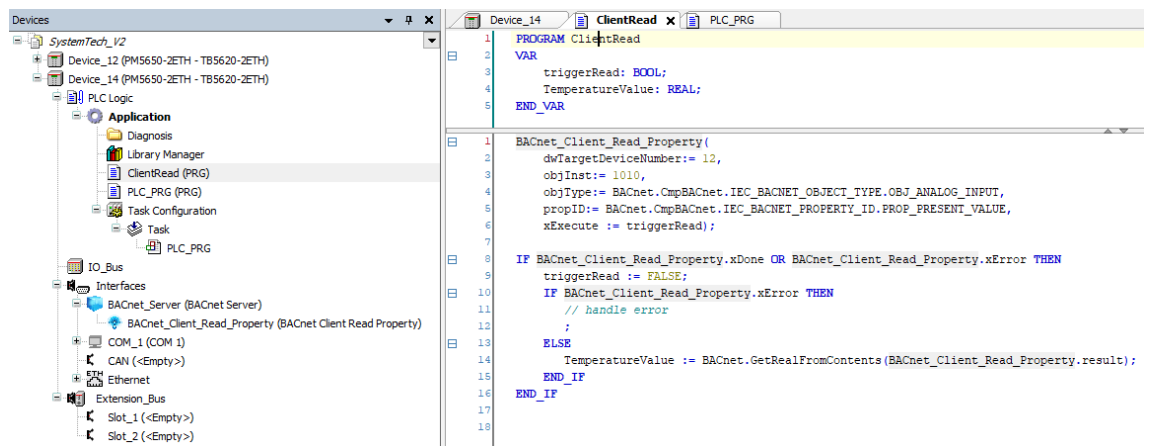 Devices
SystemTech_V2
Device_12 (PM5650-2ETH - TB5620-2ETH)
Device_14 (PM5650-2ETH - TB5620-2ETH)
PLC Logic
Application
Diagnosis
Library Manager
ClientRead (PRG)
PLC_PRG (PRG)
Task Configuration
Task
PLC_PRG
IO_Bus
Interfaces
BACnet_Server (BACnet Server)
BACnet_Client_Read_Property (BACnet Client Read Property)
COM_1 (COM 1)
CAN (<Empty>)
Ethernet
Extension_Bus
Slot_1 (<Empty>)
Slot_2 (<Empty>)
Device_14 ClientRead PLC_PRG
1 PROGRAM ClientRead
2 VAR
3 triggerRead: BOOL;
4 TemperatureValue: REAL;
5 END_VAR
1 BACnet_Client_Read_Property(
2 dwTargetDeviceNumber:= 12,
3 objInst:= 1010,
4 objType:= BACnet.CmpBACnet.IEC_BACNET_OBJECT_TYPE.OBJ_ANALOG_INPUT,
5 propID:= BACnet.CmpBACnet.IEC_BACNET_PROPERTY_ID.PROP_PRESENT_VALUE,
6 xExecute := triggerRead);
7
8 IF BACnet_Client_Read_Property.xDone OR BACnet_Client_Read_Property.xError THEN
9 triggerRead := FALSE;
10 IF BACnet_Client_Read_Property.xError THEN
11 // handle error
12 ;
13 ELSE
14 TemperatureValue := BACnet.GetRealFromContents(BACnet_Client_Read_Property.result);
15 END_IF
16 END_IF
17
18